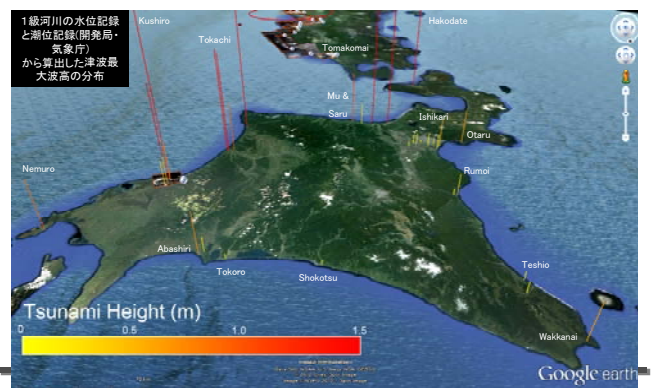 １級河川の水位記録
と潮位記録(開発局・
気象庁)
から算出した津波最
大波高の分布
Kushiro
Hakodate
Tokachi
Tomakomai
Mu &
Saru
Ishikari
Otaru
Nemuro
Rumoi
Abashiri
Tokoro
Shokotsu
Teshio
Wakkanai
Tsunami Height (m)
0 0.5 1.0 1.5
Google earth